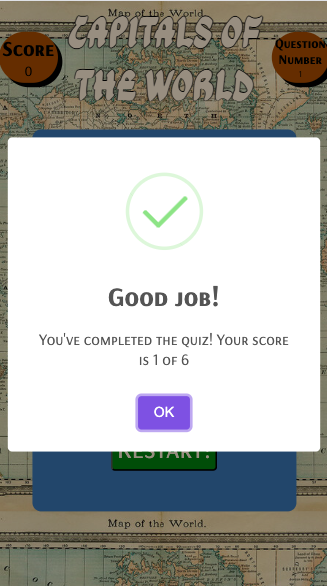 Map of the World.
CAPITALS OF
THE WORLD
SCORE
0
QUESTION
NUMBER
1
NORTH
GOOD JOB!
YOU'VE COMPLETED THE QUIZ! YOUR SCORE
IS 1 OF 6
OK
RESTART!
Map of the World.